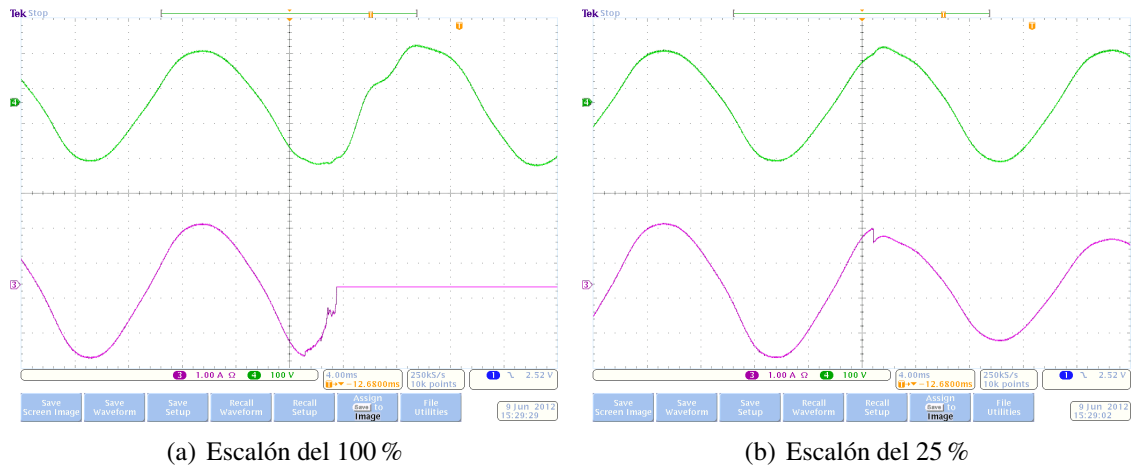 Tek Stop
T
T
4
3
3 1.00 A Ω 4 100 V
4.00ms
T→▼ −12.6800ms
250kS/s
10k points
1 2.52 V
Save Screen Image
Save Waveform
Save Setup
Recall Waveform
Recall Setup
Assign Save to Image
File Utilities
9 Jun 2012
15:29:29
(a) Escalón del 100 %
Tek Stop
T
T
4
3
3 1.00 A Ω 4 100 V
4.00ms
T→▼ −12.6800ms
250kS/s
10k points
1 2.52 V
Save Screen Image
Save Waveform
Save Setup
Recall Waveform
Recall Setup
Assign Save to Image
File Utilities
9 Jun 2012
15:29:02
(b) Escalón del 25 %